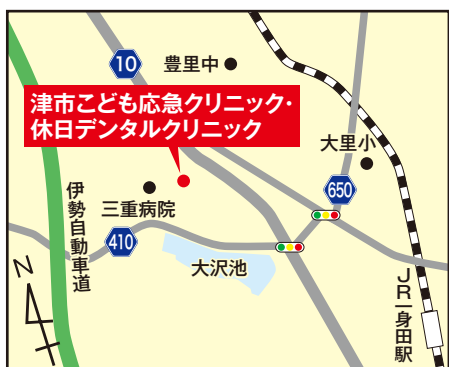 10
豊里中
津市こども応急クリニック・
休日デンタルクリニック
大里小
650
伊勢自動車道
三重病院
410
大沢池
N
JR一身田駅